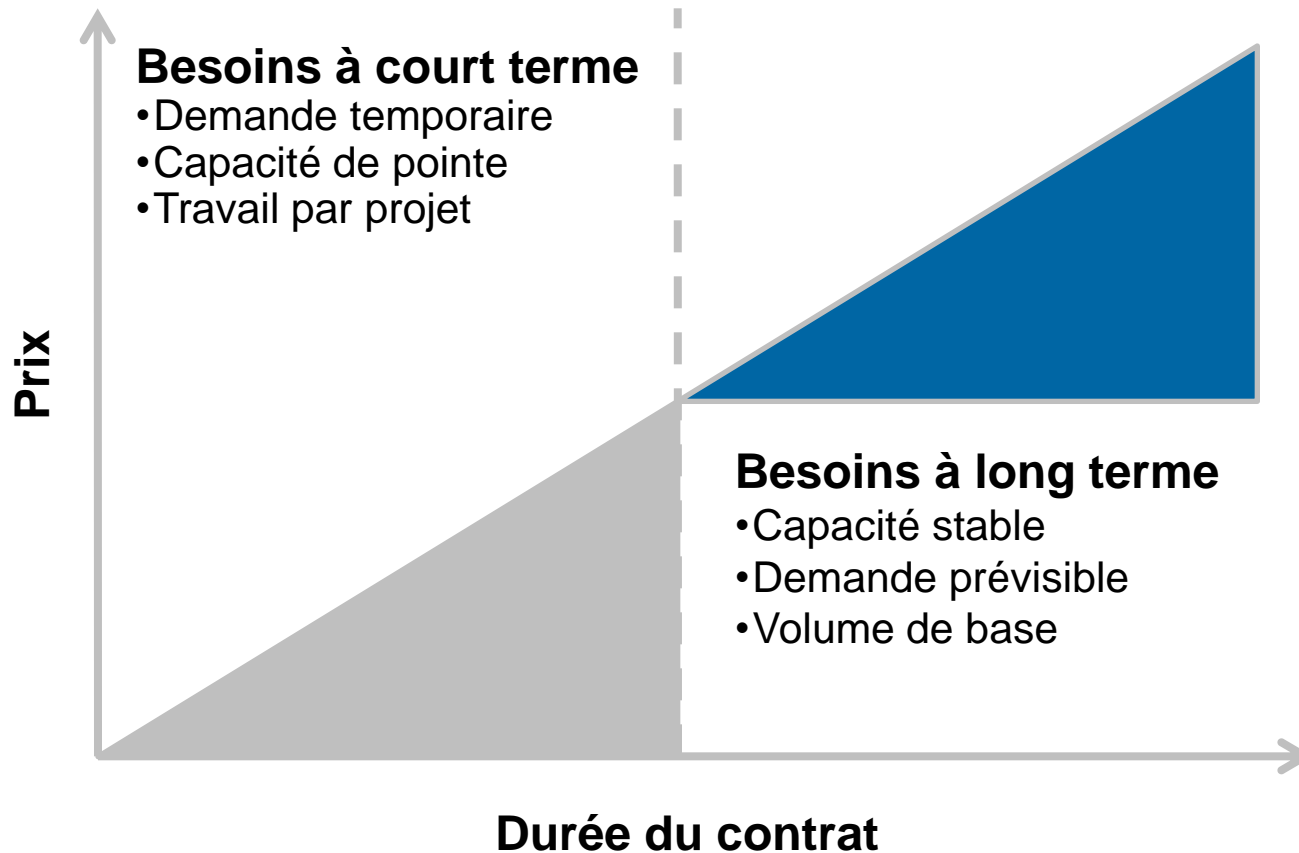 Besoins à court terme
•Demande temporaire
•Capacité de pointe
•Travail par projet
Prix
Besoins à long terme
•Capacité stable
•Demande prévisible
•Volume de base
Durée du contrat